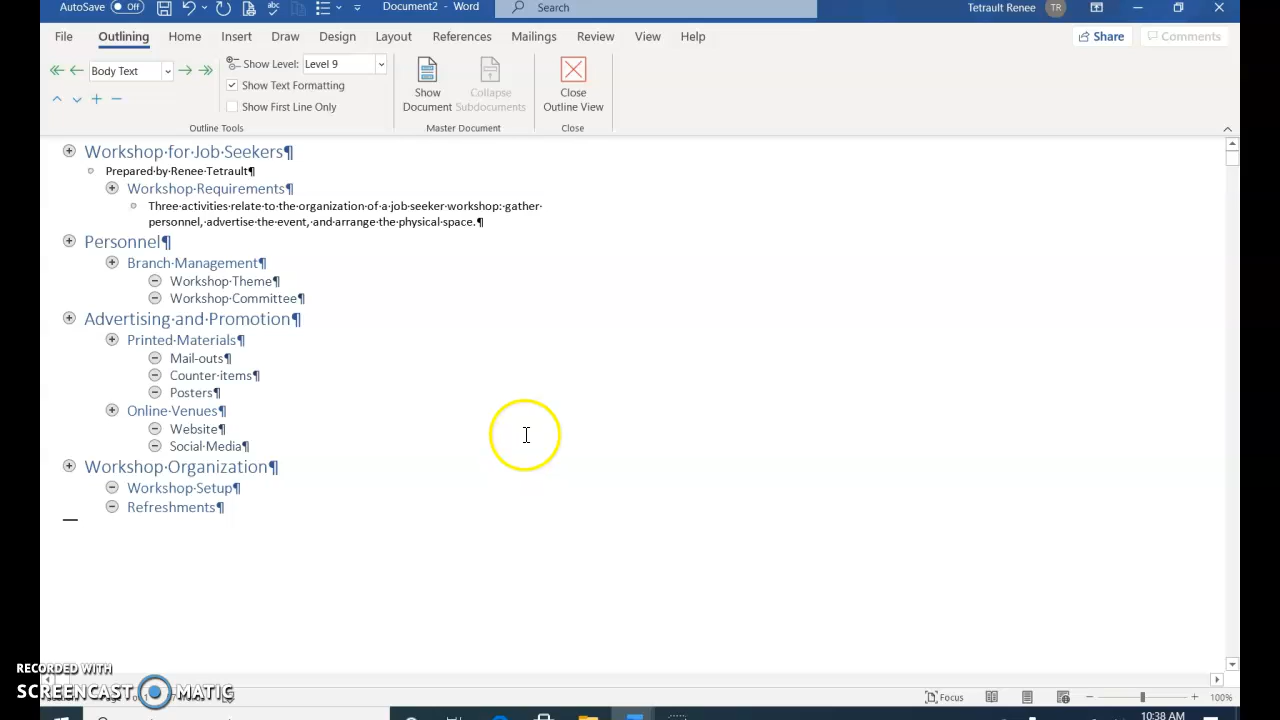 AutoSave Off Document2 - Word Search Tetrault Renee TR
File Outlining Home Insert Draw Design Layout References Mailings Review View Help Share Comments
Body Text
Show Level: Level 9
Show Text Formatting
Show First Line Only
Outline Tools
Show Document
Collapse Subdocuments
Master Document
Close Outline View
Close
Workshop·for·Job·Seekers¶
Prepared·by·Renee·Tetrault¶
Workshop·Requirements¶
Three·activities·relate·to·the·organization·of·a·job·seeker·workshop:·gather·
personnel,·advertise·the·event,·and·arrange·the·physical·space.¶
Personnel¶
Branch·Management¶
Workshop·Theme¶
Workshop·Committee¶
Advertising·and·Promotion¶
Printed·Materials¶
Mail-outs¶
Counter·items¶
Posters¶
Online·Venues¶
Website¶
Social·Media¶
Workshop·Organization¶
Workshop·Setup¶
Refreshments¶
RECORDED WITH
SCREENCAST MATIC
Focus 100%
10:38 AM